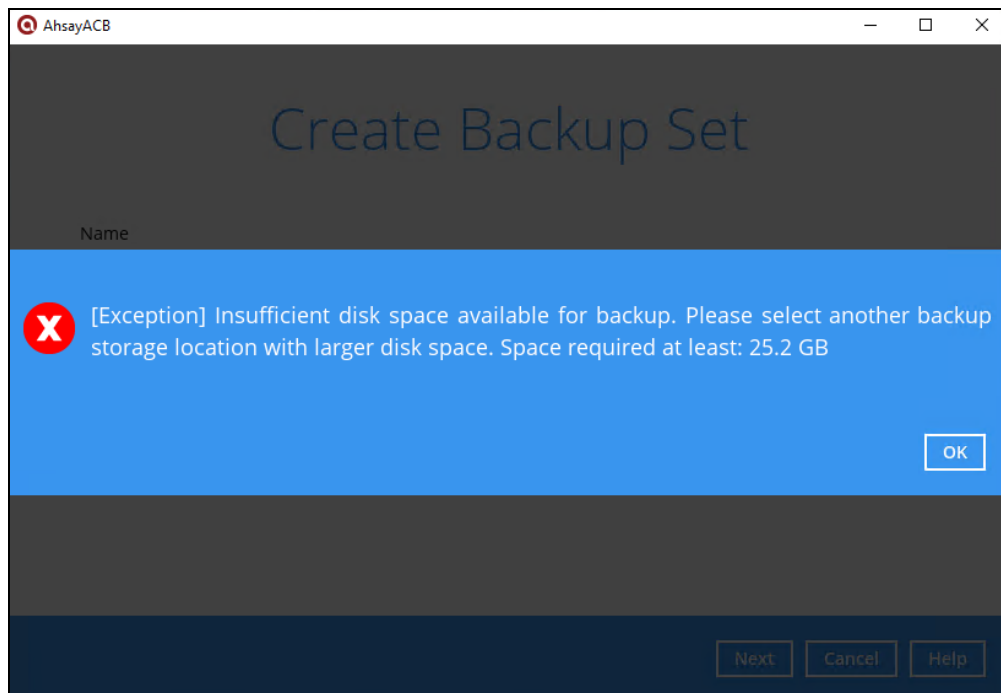 AhsayACB
Create Backup Set
Name
X
[Exception] Insufficient disk space available for backup. Please select another backup
storage location with larger disk space. Space required at least: 25.2 GB
OK
Next Cancel Help